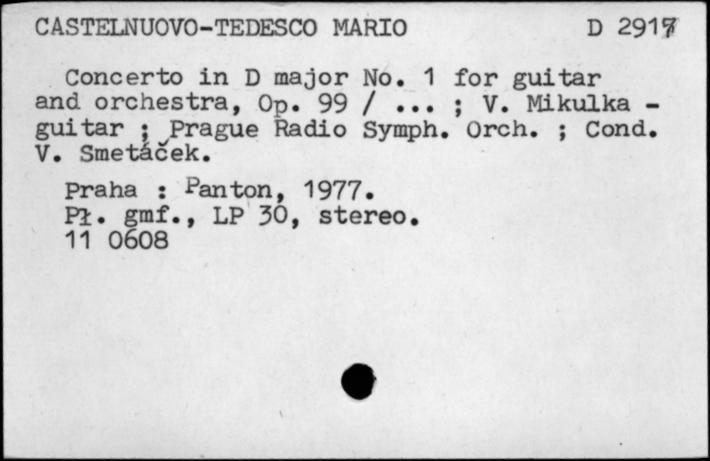 CASTELNUOVO-TEDESCO MARIO D 2917
Concerto in D major No. 1 for guitar
and orchestra, Op. 99 / ... ; V. Mikulka -
guitar ; Prague Radio Symph. Orch. ; Cond.
V. Smetáček.
Praha : Panton, 1977.
Pł. gmf., LP 30, stereo.
11 0608